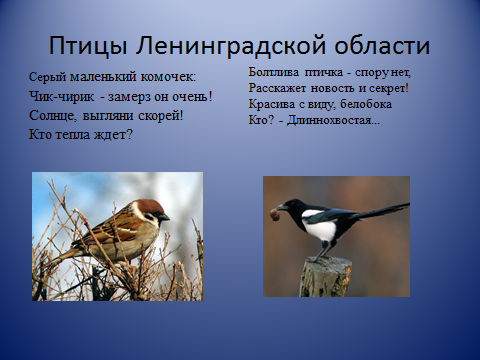 Птицы Ленинградской области
Серый маленький комочек:
Чик-чирик - замерз он очень!
Солнце, выгляни скорей!
Кто тепла ждет?
Болтлива птичка - спору нет,
Расскажет новость и секрет!
Красива с виду, белобока
Кто? - Длиннохвостая...